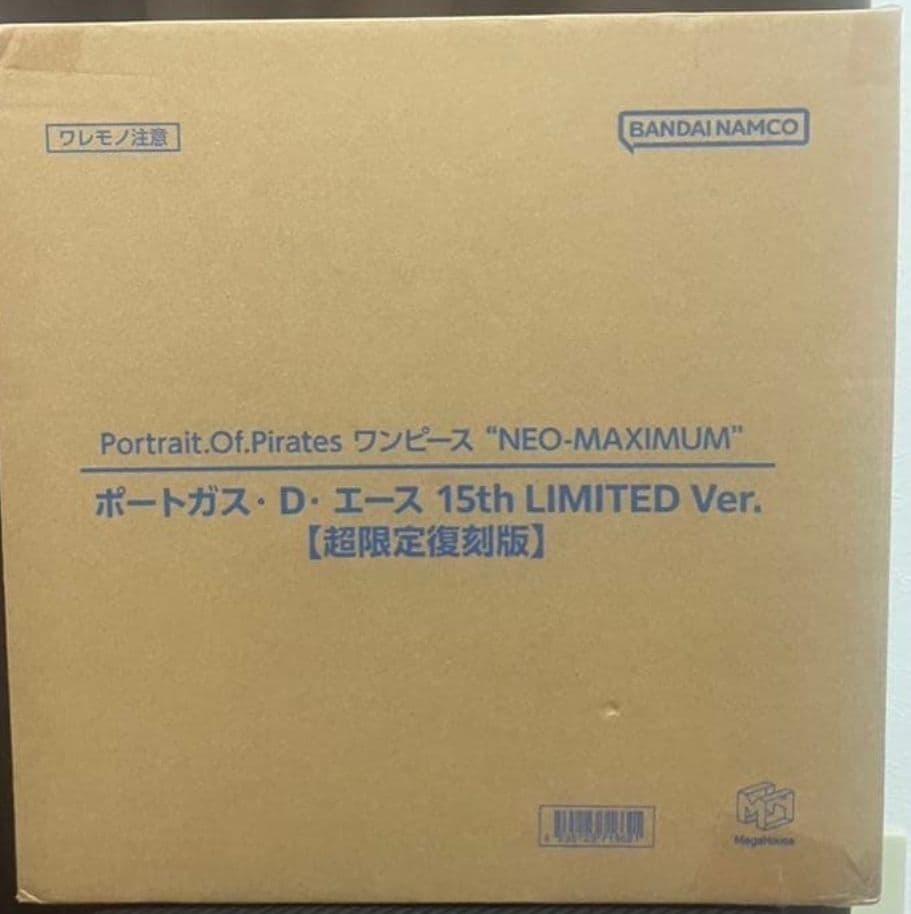 ワレモノ注意
BANDAI NAMCO
Portrait.Of.Pirates ワンピース “NEO-MAXIMUM”
ポートガス・D・エース 15th LIMITED Ver.
【超限定復刻版】
MegaHouse